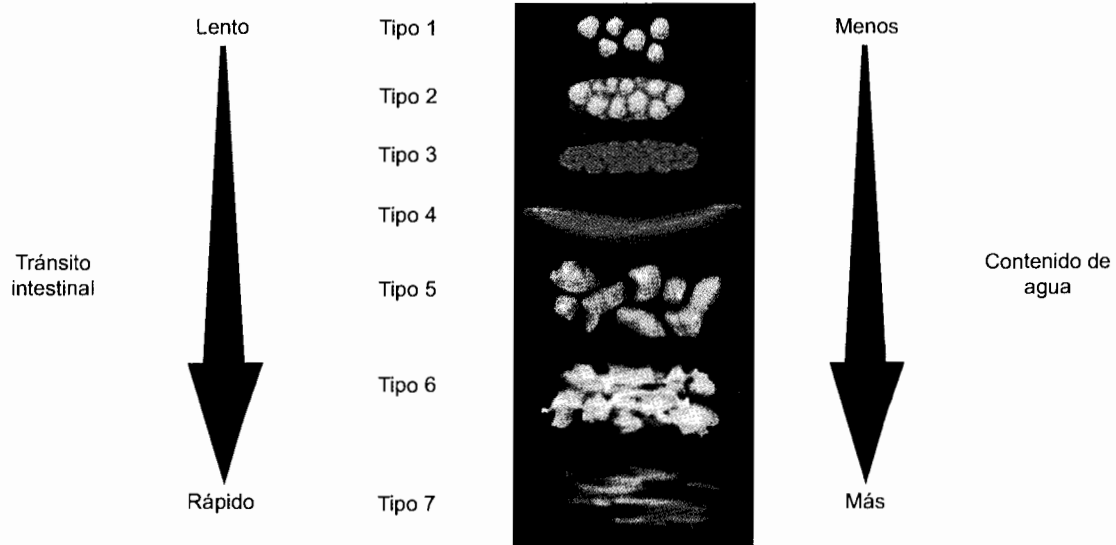 Lento
Tipo 1
Menos
Tipo 2
Tipo 3
Tipo 4
Tránsito
intestinal
Tipo 5
Contenido de
agua
Tipo 6
Rápido
Tipo 7
Más